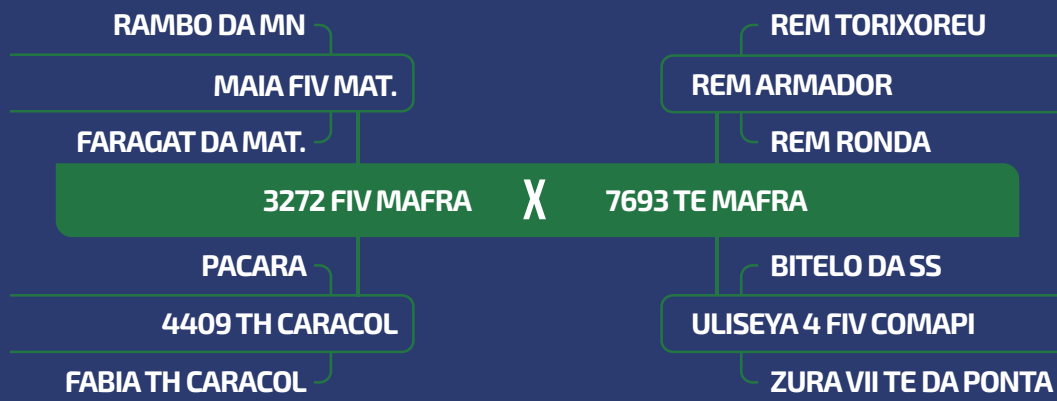 RAMBO DA MN
REM TORIXOREU
MAIA FIV MAT.
REM ARMADOR
FARAGAT DA MAT.
REM RONDA
3272 FIV MAFRA X 7693 TE MAFRA
PACARA
BITELO DA SS
4409 TH CARACOL
ULISEYA 4 FIV COMAPI
FABIA TH CARACOL
ZURA VII TE DA PONTA